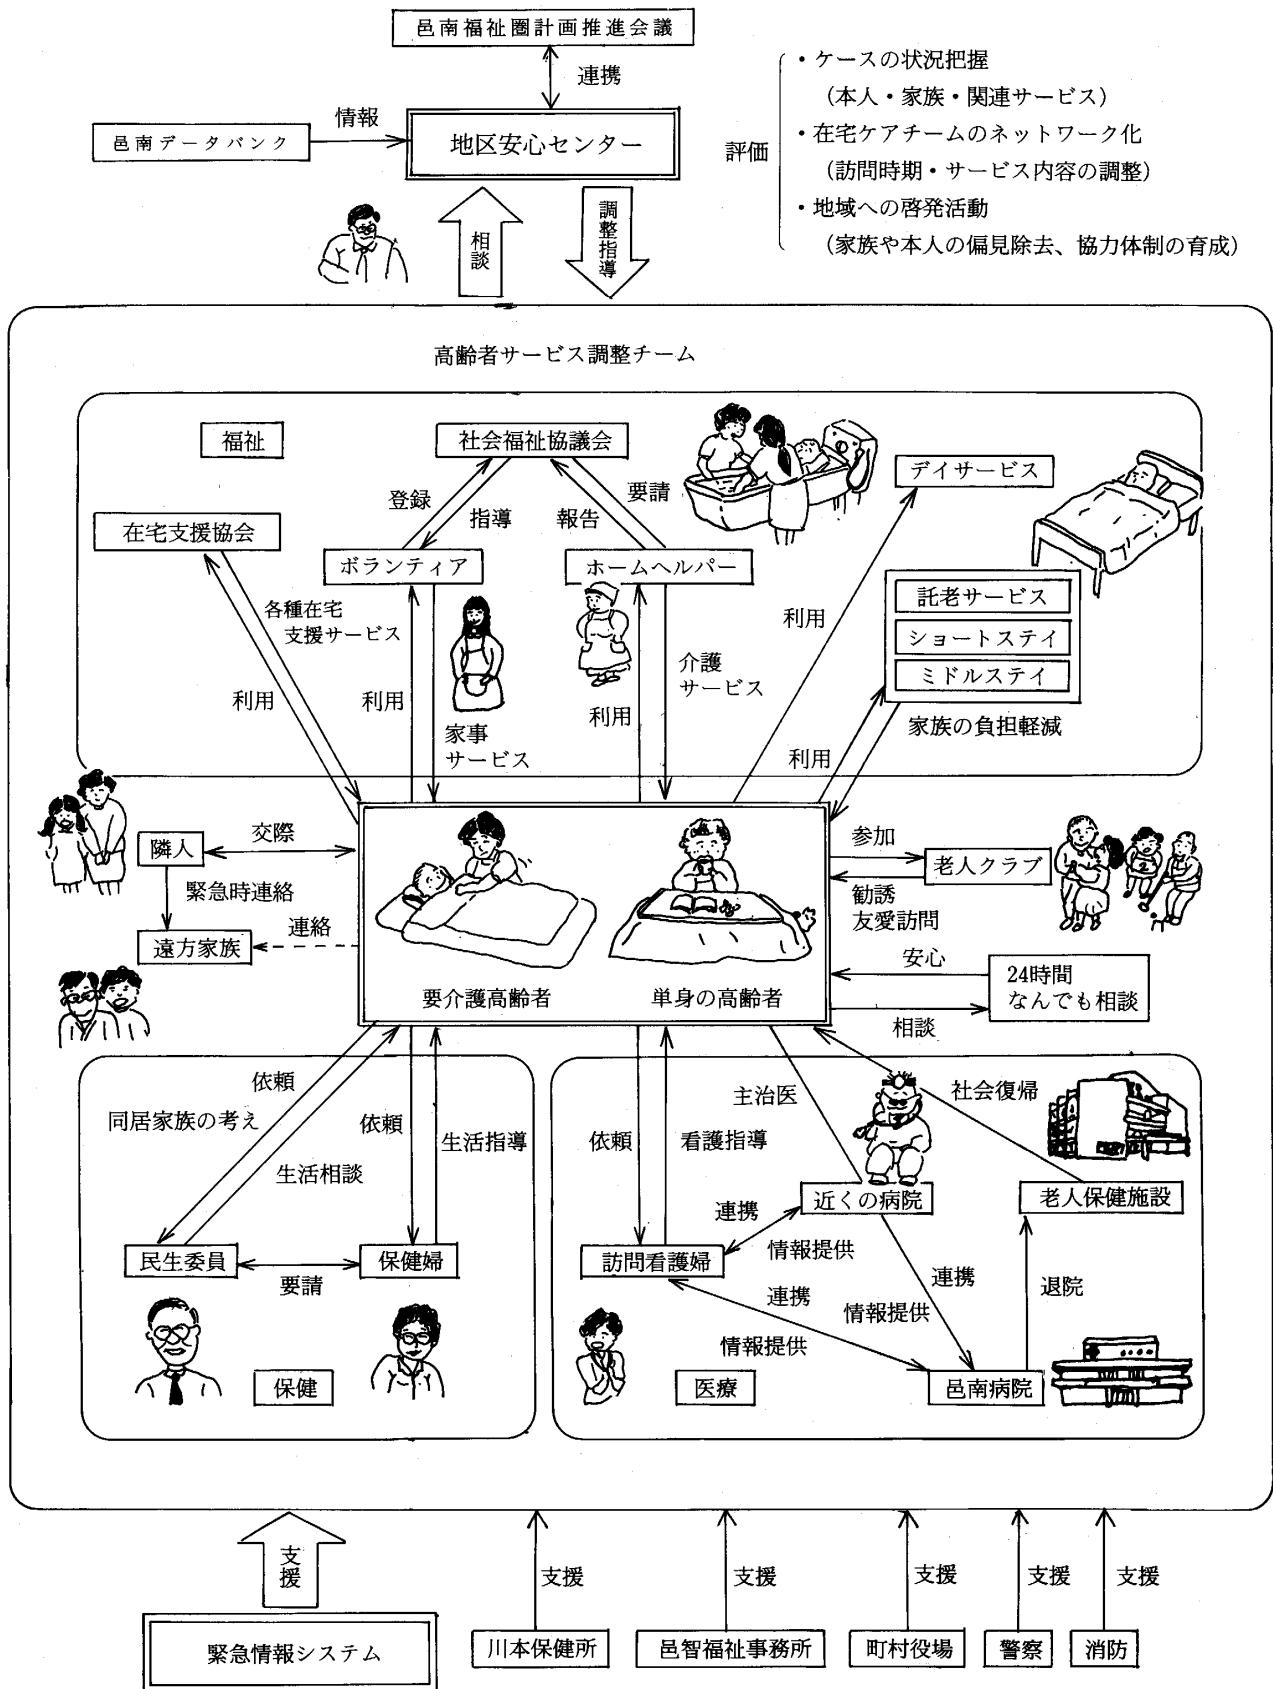 邑南福祉圏計画推進会議
連携
情報
邑南データバンク
地区安心センター
相談
調整指導
評価
・ケースの状況把握
（本人・家族・関連サービス）
・在宅ケアチームのネットワーク化
（訪問時期・サービス内容の調整）
・地域への啓発活動
（家族や本人の偏見除去、協力体制の育成）
高齢者サービス調整チーム
福祉
社会福祉協議会
デイサービス
登録
指導
報告
要請
在宅支援協会
ボランティア
ホームヘルパー
託老サービス
ショートステイ
ミドルステイ
各種在宅
支援サービス
利用
利用
家事
サービス
利用
介護
サービス
利用
利用
家族の負担軽減
隣人
交際
緊急時連絡
遠方家族
連絡
要介護高齢者
単身の高齢者
参加
老人クラブ
勧誘
友愛訪問
安心
24時間
なんでも相談
相談
依頼
同居家族の考え
生活相談
依頼
生活指導
民生委員
要請
保健婦
保健
依頼
看護指導
主治医
社会復帰
近くの病院
老人保健施設
連携
情報提供
訪問看護婦
連携
情報提供
連携
情報提供
退院
医療
邑南病院
支援
支援
支援
支援
支援
支援
緊急情報システム
川本保健所
邑智福祉事務所
町村役場
警察
消防